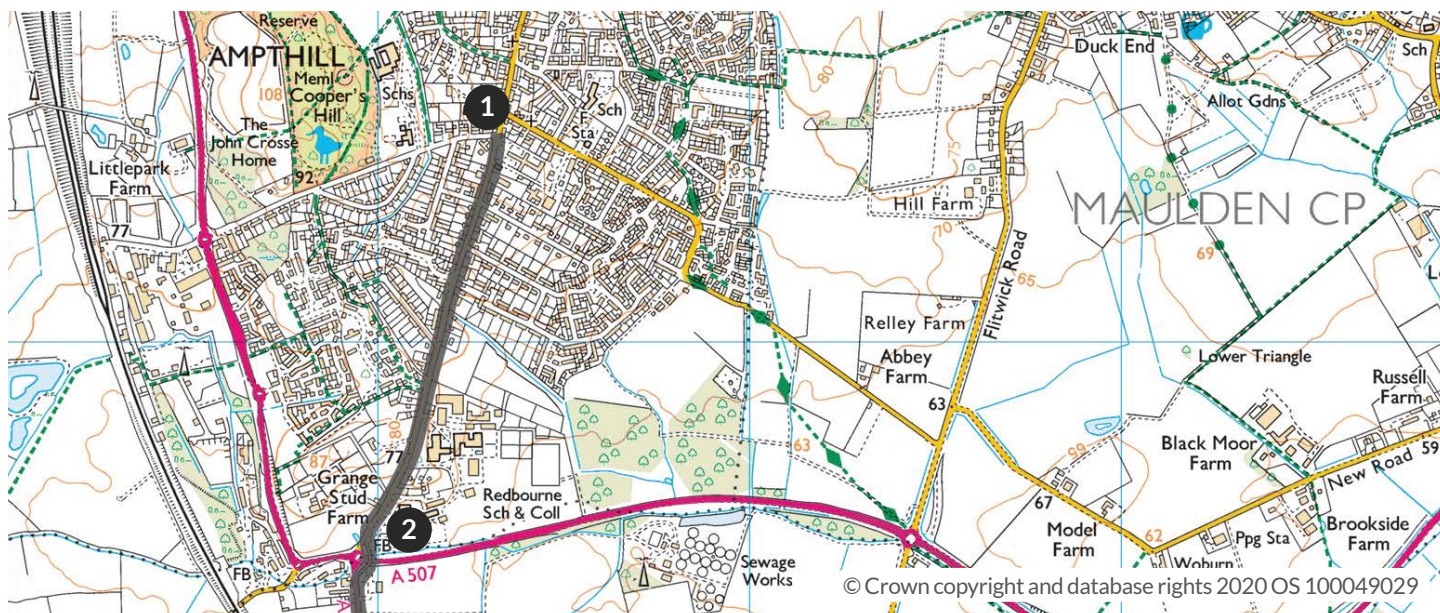 Reserve
AMPTHILL
Meml
Cooper's
Hill
108
Schs
1
Sch
F
Sta
The
John Crosse
Home
92
Littlepark
Farm
77
Duck End
Sch
80
Allot Gdns
75
Hill Farm
70
MAULDEN CP
69
65
Flitwick Road
Relley Farm
Abbey
Farm
63
Lower Triangle
Russell
Farm
80
87
77
Grange
Stud
Farm
63
Black Moor
Farm
59
New Road
Redbourne
Sch & Coll
67
Model
Farm
62
Ppg Sta
Brookside
Farm
2
FB
FB
A 507
A
Sewage
Works
Woburn
© Crown copyright and database rights 2020 OS 100049029